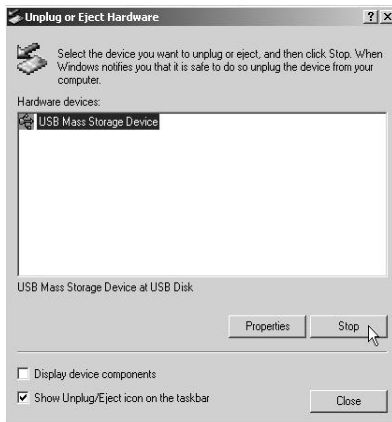 Unplug or Eject Hardware
Select the device you want to unplug or eject, and then click Stop. When
Windows notifies you that it is safe to do so unplug the device from your
computer.
Hardware devices:
USB Mass Storage Device
USB Mass Storage Device at USB Disk
Properties
Stop
Display device components
Show Unplug/Eject icon on the taskbar
Close